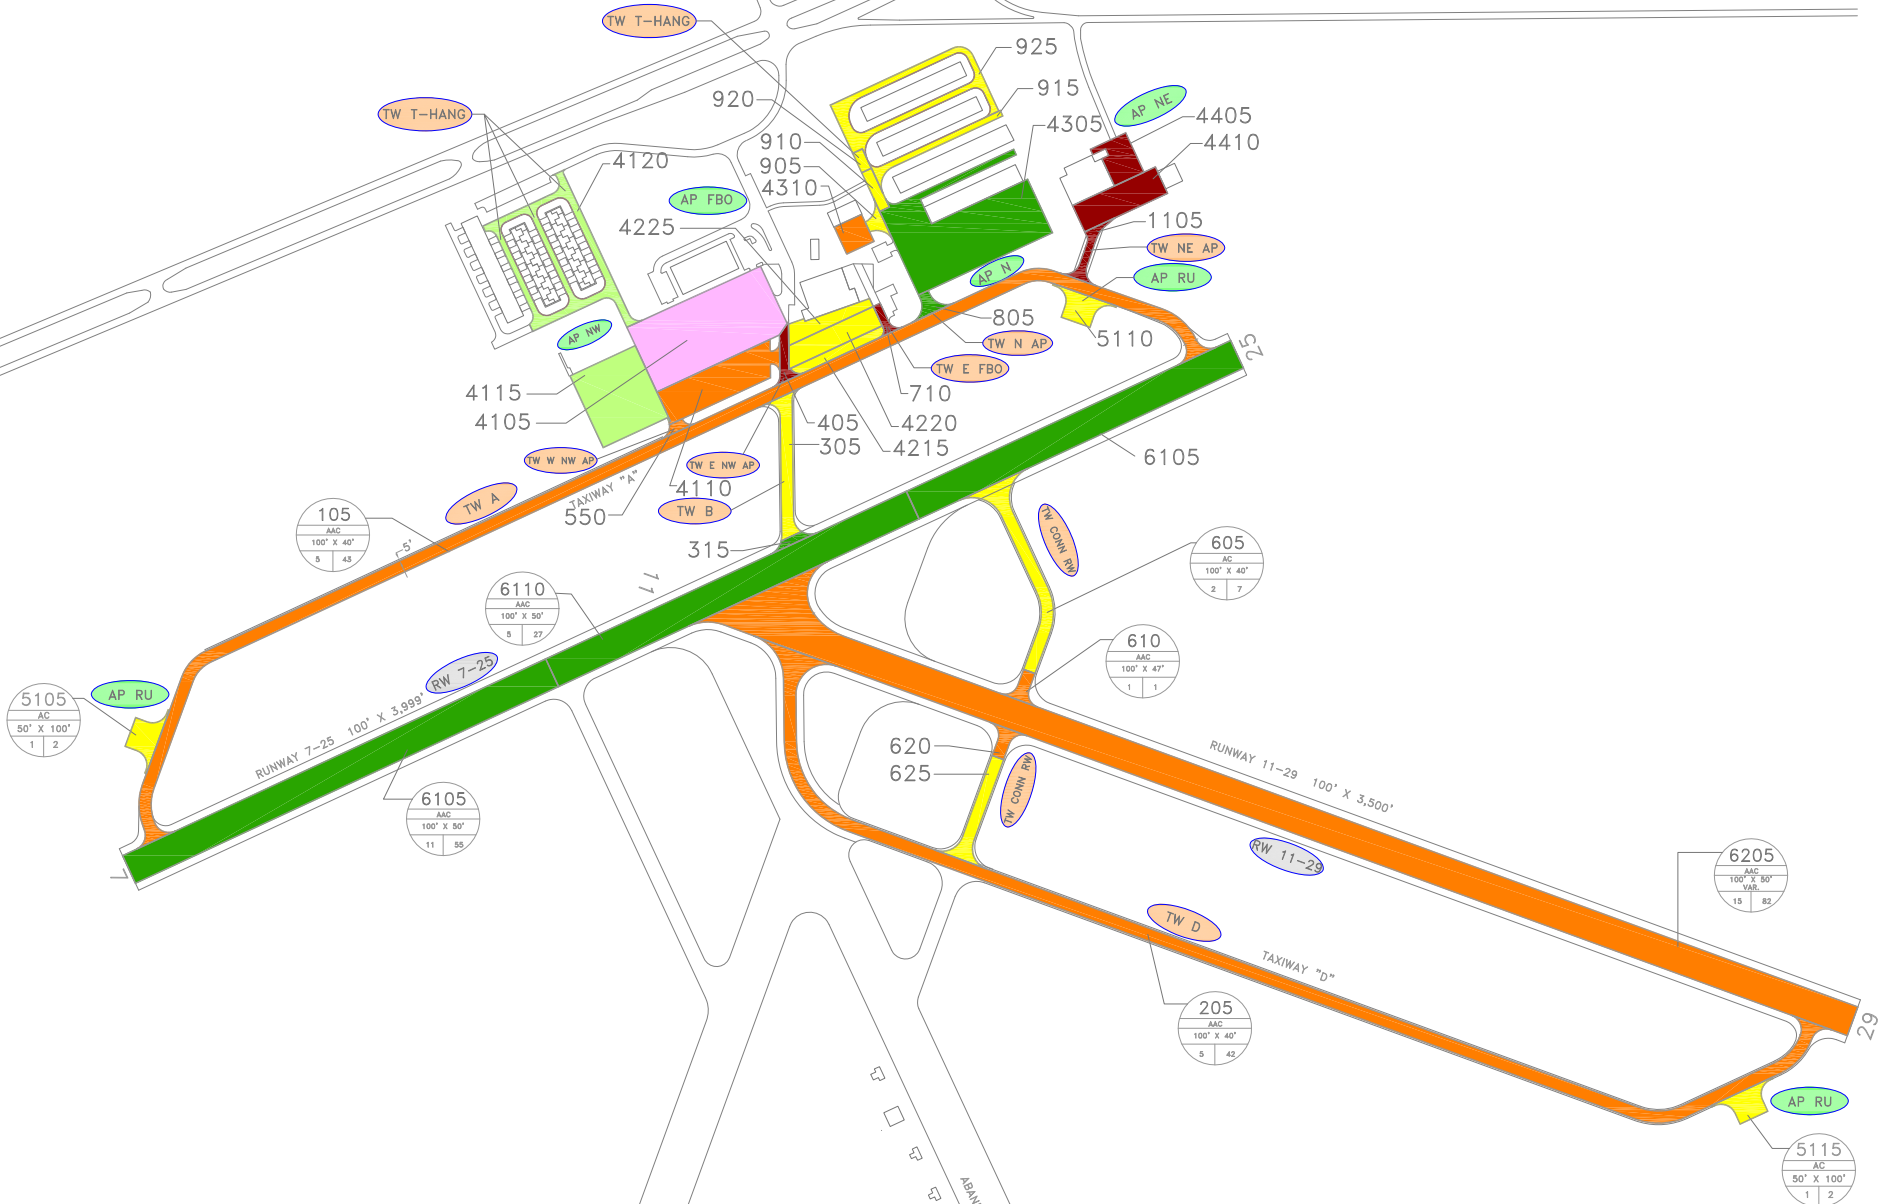 TW T-HANG
925
920
915
TW T-HANG
AP NE
4305
4405
910
4410
905
4120
4310
AP FBO
4225
1105
TW NE AP
AP N
AP RU
805
5110
25
AP NW
TW N AP
TW E FBO
4115
710
4105
405
4220
305
4215
6105
TW W NW AP
TW E NW AP
4110
TAXIWAY "A"
TW A
TW B
550
105
AAC
100' X 40'
5 43
5'
315
TW CONN RW
605
AC
100' X 40'
2 7
11
6110
AAC
100' X 50'
5 27
610
AAC
100' X 47'
1 1
RW 7-25
AP RU
5105
AC
50' X 100'
1 2
RUNWAY 7-25 100' X 3,999'
620
625
TW CONN RW
RUNWAY 11-29 100' X 3,500'
6105
AAC
100' X 50'
11 55
7
RW 11-29
6205
AAC
100' X 50'
VAR.
15 82
TW D
TAXIWAY "D"
205
AAC
100' X 40'
5 42
29
AP RU
5115
AC
50' X 100'
1 2
ABAN